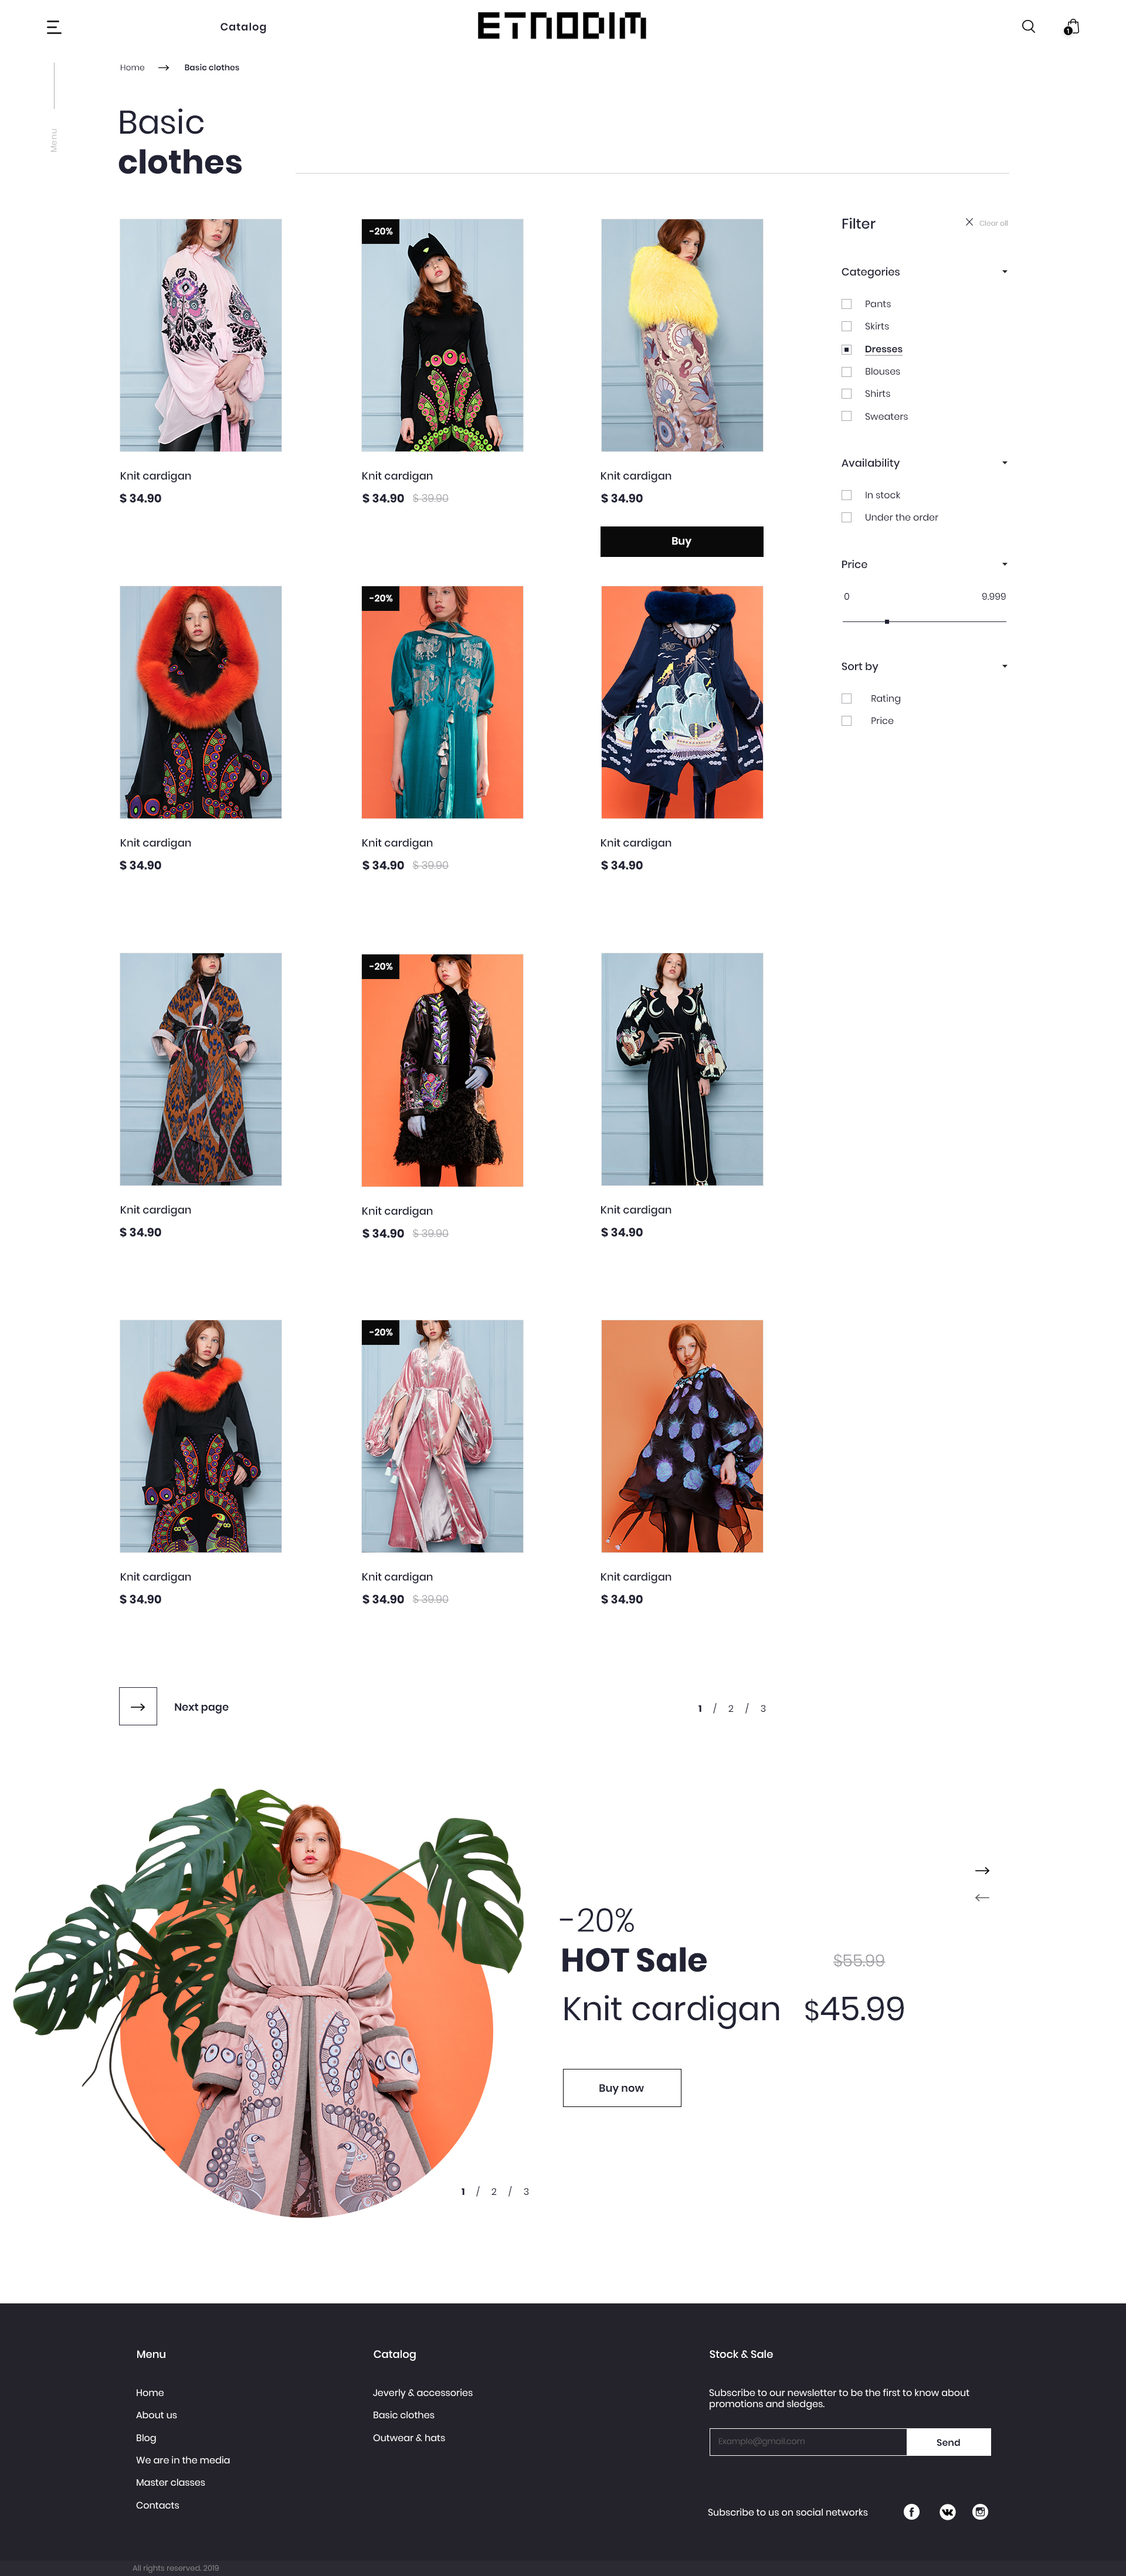 Catalog
ETNODIM
1
Menu
Home → Basic clothes
Basic
clothes
Knit cardigan
$ 34.90
-20%
Knit cardigan
$ 34.90 $ 39.90
Knit cardigan
$ 34.90
Buy
Filter
Clear all
Categories
Pants
Skirts
Dresses
Blouses
Shirts
Sweaters
Availability
In stock
Under the order
Price
0 9.999
Sort by
Rating
Price
Knit cardigan
$ 34.90
-20%
Knit cardigan
$ 34.90 $ 39.90
Knit cardigan
$ 34.90
Knit cardigan
$ 34.90
-20%
Knit cardigan
$ 34.90 $ 39.90
Knit cardigan
$ 34.90
Knit cardigan
$ 34.90
-20%
Knit cardigan
$ 34.90 $ 39.90
Knit cardigan
$ 34.90
Next page
1 / 2 / 3
-20%
HOT Sale
$55.99
Knit cardigan $45.99
Buy now
1 / 2 / 3
Menu
Home
About us
Blog
We are in the media
Master classes
Contacts
Catalog
Jeverly & accessories
Basic clothes
Outwear & hats
Stock & Sale
Subscribe to our newsletter to be the first to know about
promotions and sledges.
Example@gmail.com
Send
Subscribe to us on social networks
All rights reserved. 2019